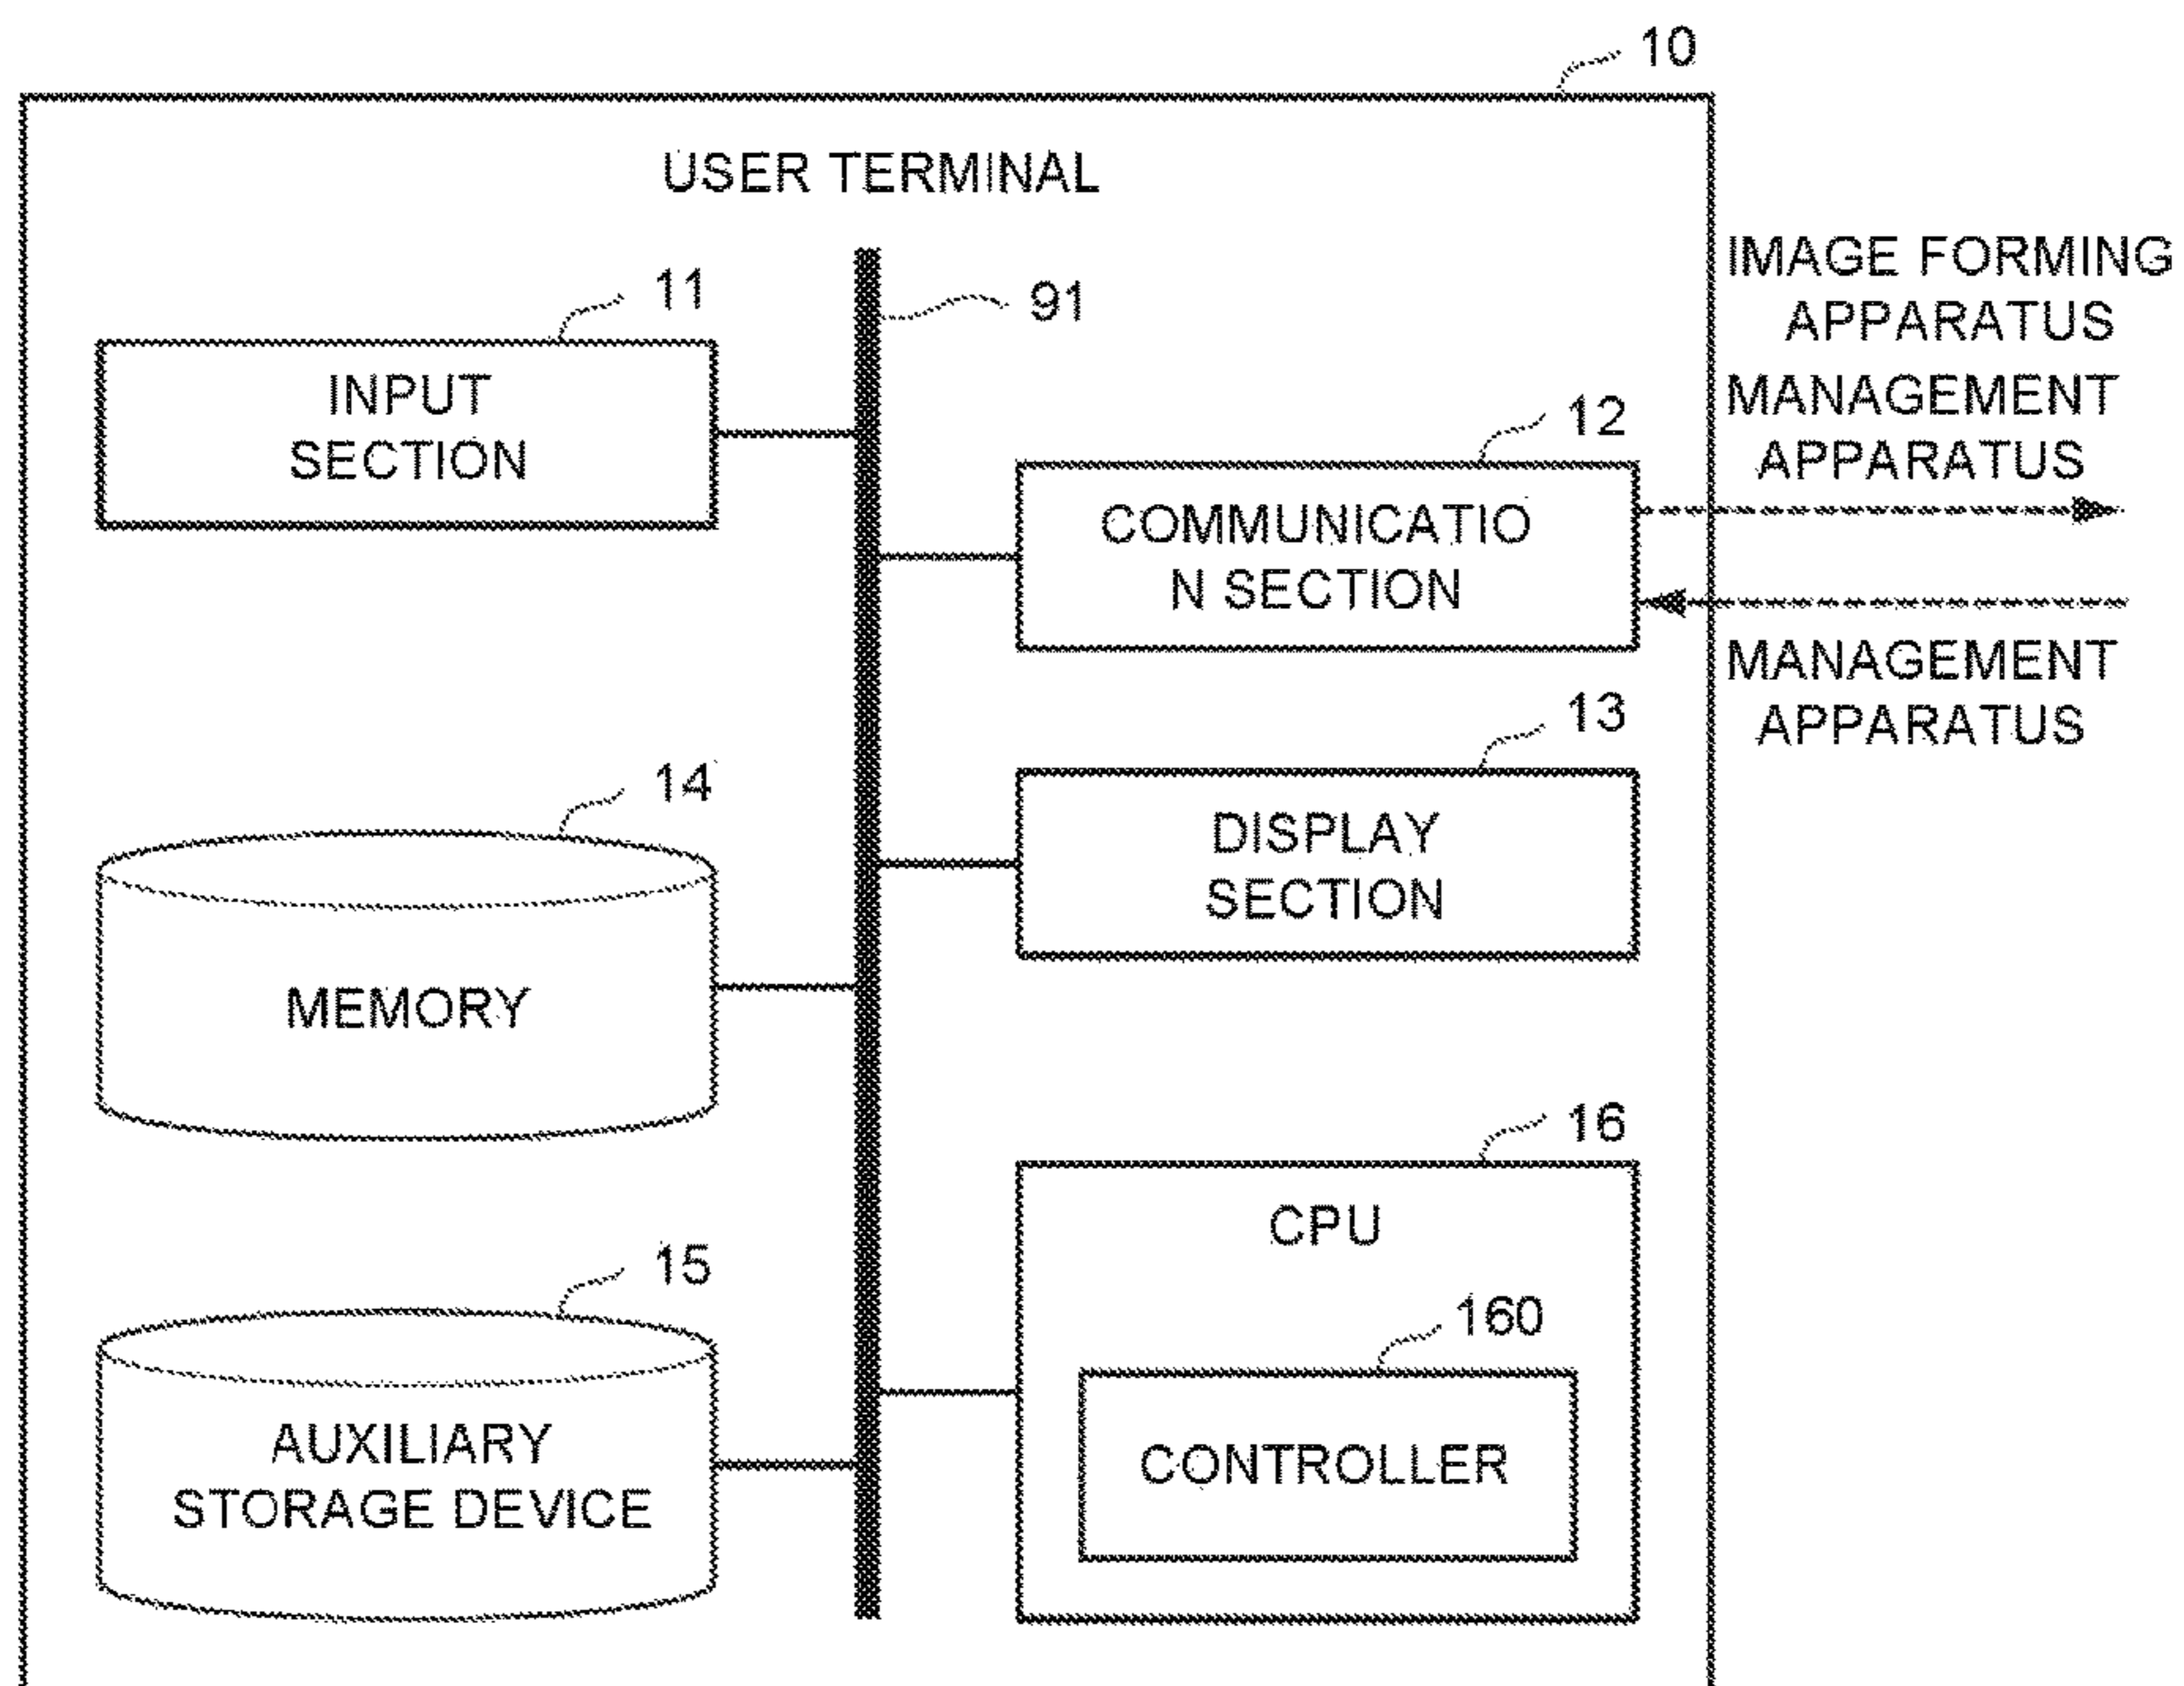 10
USER TERMINAL
IMAGE FORMING
APPARATUS
11
91
INPUT
SECTION
MANAGEMENT
APPARATUS
12
COMMUNICATIO
N SECTION
MANAGEMENT
APPARATUS
13
DISPLAY
SECTION
14
MEMORY
16
CPU
15
160
AUXILIARY
STORAGE DEVICE
CONTROLLER